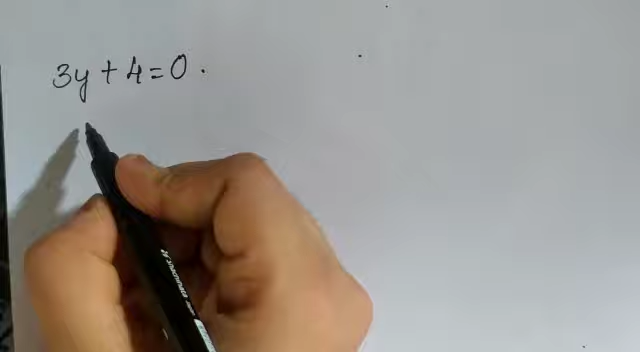 3y + 4 = 0.